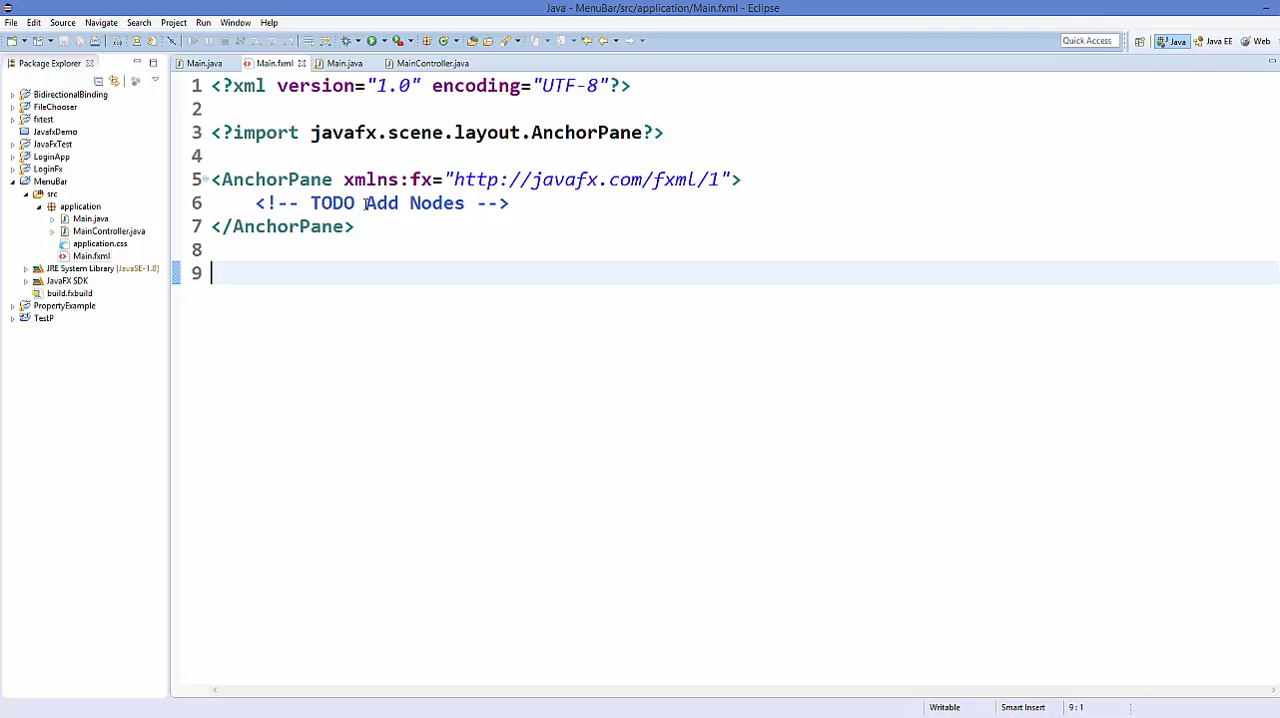 Java - MenuBar/src/application/Main.fxml - Eclipse
File Edit Source Navigate Search Project Run Window Help
Quick Access Java Java EE Web
Package Explorer
Main.java Main.fxml Main.java MainController.java
BidirectionalBinding
FileChooser
fxtest
JavafxDemo
JavaFxTest
LoginApp
LoginFx
MenuBar
src
application
Main.java
MainController.java
application.css
Main.fxml
JRE System Library [JavaSE-1.8]
JavaFX SDK
build.fxbuild
PropertyExample
TestP
1 <?xml version="1.0" encoding="UTF-8"?>
2
3 <?import javafx.scene.layout.AnchorPane?>
4
5 <AnchorPane xmlns:fx="http://javafx.com/fxml/1">
6 <!-- TODO Add Nodes -->
7 </AnchorPane>
8
9
Writable Smart Insert 9 : 1